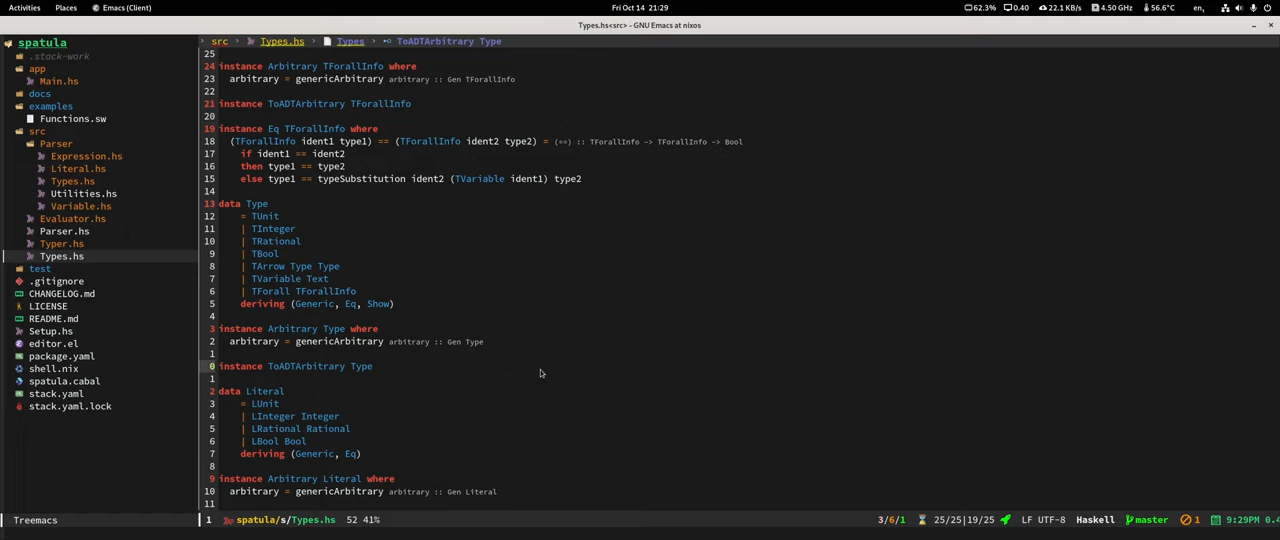 Activities Places Emacs (Client) Fri Oct 14 21:29 62.3% 0.40 22.1 KB/s 4.50 GHz 56.6°C en₁
Types.hs<src> - GNU Emacs at nixos
spatula
.stack-work
app
Main.hs
docs
examples
Functions.sw
src
Parser
Expression.hs
Literal.hs
Types.hs
Utilities.hs
Variable.hs
Evaluator.hs
Parser.hs
Typer.hs
Types.hs
test
.gitignore
CHANGELOG.md
LICENSE
README.md
Setup.hs
editor.el
package.yaml
shell.nix
spatula.cabal
stack.yaml
stack.yaml.lock
Treemacs
src › Types.hs › Types › ToADTArbitrary Type
25
24 instance Arbitrary TForallInfo where
23 arbitrary = genericArbitrary arbitrary :: Gen TForallInfo
22
21 instance ToADTArbitrary TForallInfo
20
19 instance Eq TForallInfo where
18 (TForallInfo ident1 type1) == (TForallInfo ident2 type2) = (==) :: TForallInfo -> TForallInfo -> Bool
17 if ident1 == ident2
16 then type1 == type2
15 else type1 == typeSubstitution ident2 (TVariable ident1) type2
14
13 data Type
12 = TUnit
11 | TInteger
10 | TRational
9 | TBool
8 | TArrow Type Type
7 | TVariable Text
6 | TForall TForallInfo
5 deriving (Generic, Eq, Show)
4
3 instance Arbitrary Type where
2 arbitrary = genericArbitrary arbitrary :: Gen Type
1
0 instance ToADTArbitrary Type
1
2 data Literal
3 = LUnit
4 | LInteger Integer
5 | LRational Rational
6 | LBool Bool
7 deriving (Generic, Eq)
8
9 instance Arbitrary Literal where
10 arbitrary = genericArbitrary arbitrary :: Gen Literal
11
1 spatula/s/Types.hs 52 41% 3/6/1 25/25|19/25 LF UTF-8 Haskell master 1 9:29PM 0.4